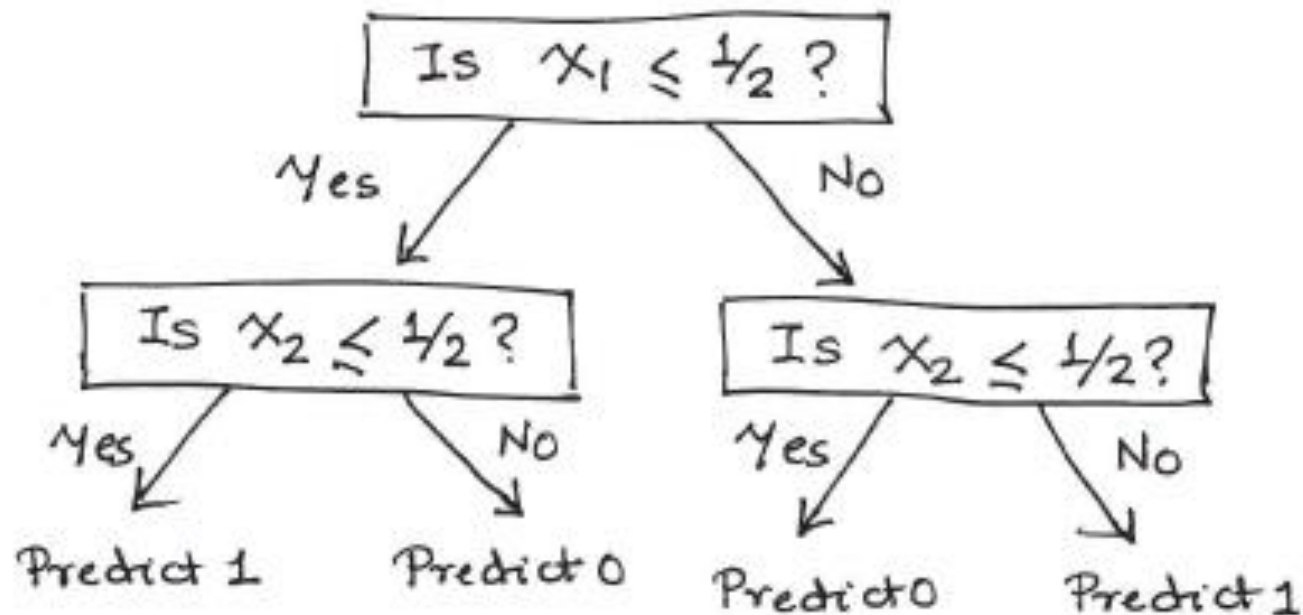 Is x₁ ≤ 1/2 ?
Yes
No
Is x₂ ≤ 1/2 ?
Is x₂ ≤ 1/2?
Yes
No
Yes
No
Predict 1
Predict 0
Predict 0
Predict 1